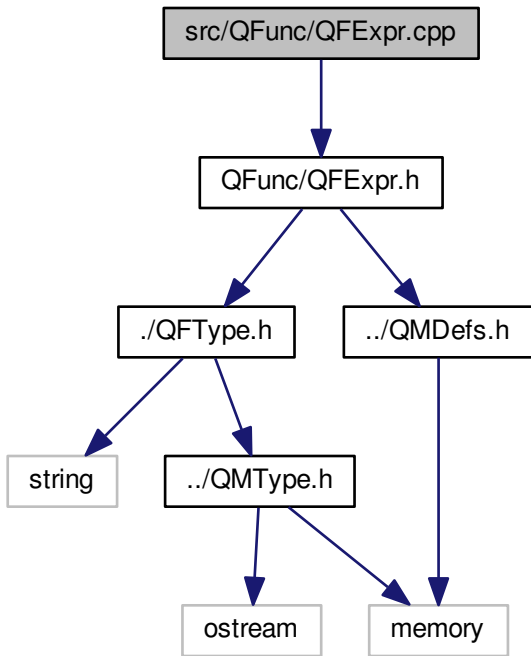 src/QFunc/QFExpr.cpp
QFunc/QFExpr.h
./QFType.h
../QMDefs.h
string
../QMType.h
ostream
memory